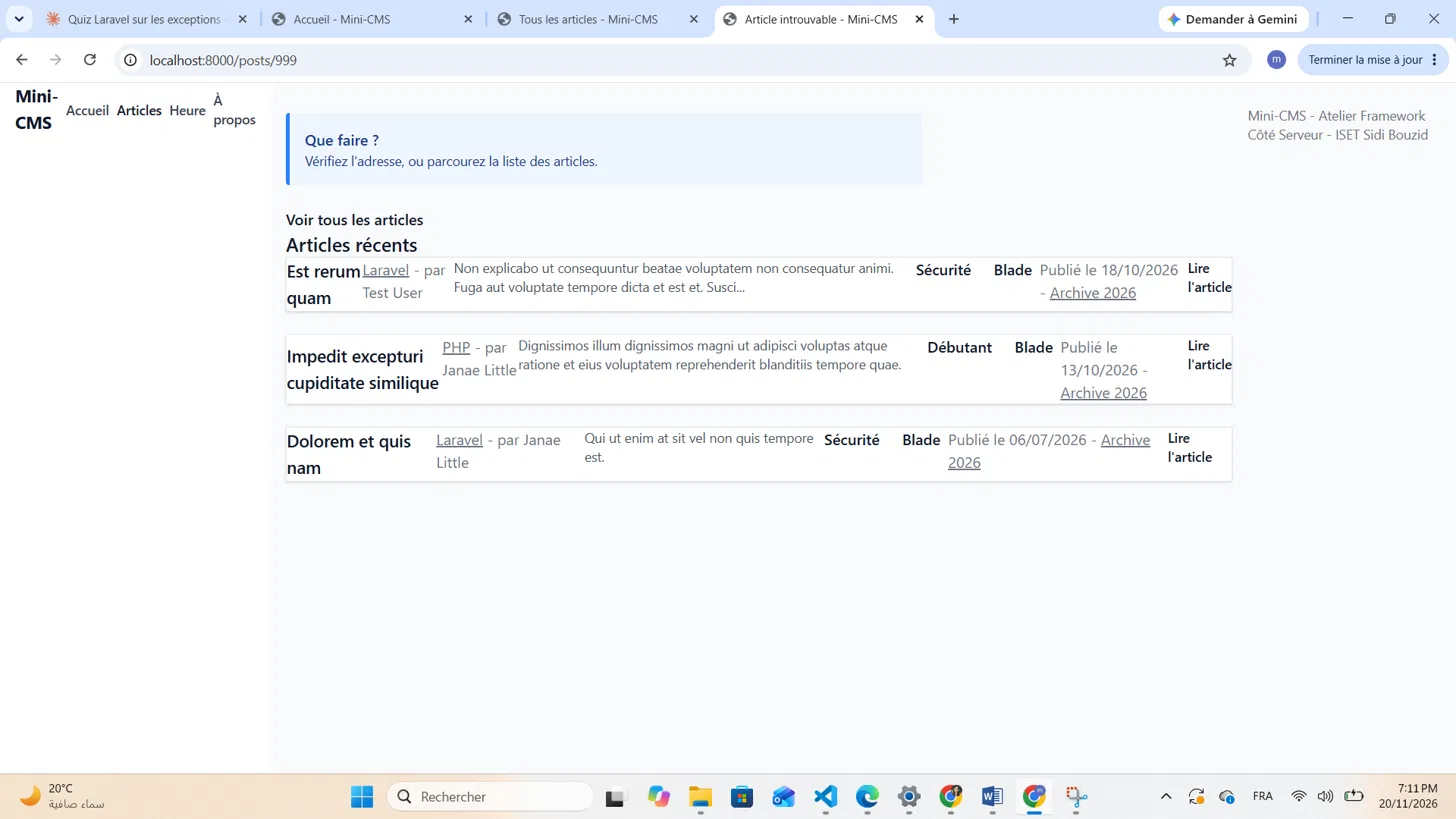 Quiz Laravel sur les exceptions
Accueil - Mini-CMS
Tous les articles - Mini-CMS
Article introuvable - Mini-CMS
Demander à Gemini
localhost:8000/posts/999
m
Terminer la mise à jour
Mini-
CMS
Accueil
Articles
Heure
À
propos
Que faire ?
Vérifiez l'adresse, ou parcourez la liste des articles.
Mini-CMS - Atelier Framework
Côté Serveur - ISET Sidi Bouzid
Voir tous les articles
Articles récents
Est rerum
quam
Laravel - par
Test User
Non explicabo ut consequuntur beatae voluptatem non consequatur animi.
Fuga aut voluptate tempore dicta et est et. Susci...
Sécurité
Blade
Publié le 18/10/2026
- Archive 2026
Lire
l'article
Impedit excepturi
cupiditate similique
PHP - par
Janae Little
Dignissimos illum dignissimos magni ut adipisci voluptas atque
ratione et eius voluptatem reprehenderit blanditiis tempore quae.
Débutant
Blade
Publié le
13/10/2026 -
Archive 2026
Lire
l'article
Dolorem et quis
nam
Laravel - par Janae
Little
Qui ut enim at sit vel non quis tempore
est.
Sécurité
Blade
Publié le 06/07/2026 - Archive
2026
Lire
l'article
20°C
سماء صافية
Rechercher
FRA
7:11 PM
20/11/2026